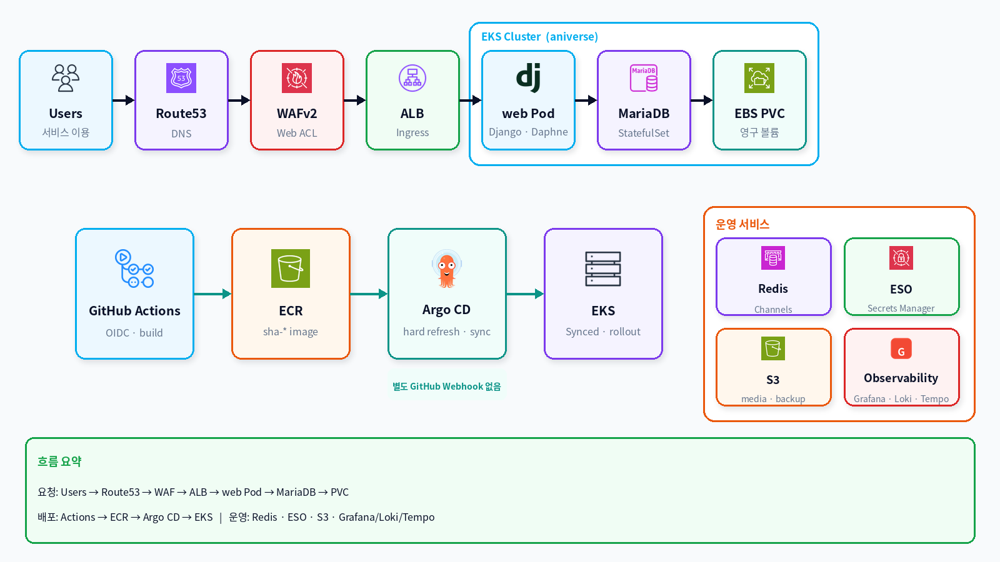 EKS Cluster (aniverse)
53
MariaDB
Users
Route53
WAFv2
ALB
web Pod
MariaDB
EBS PVC
서비스 이용
DNS
Web ACL
Ingress
Django · Daphne
StatefulSet
영구 볼륨
운영 서비스
GitHub Actions
ECR
Argo CD
EKS
OIDC · build
sha-* image
hard refresh · sync
Synced · rollout
별도 GitHub Webhook 없음
Redis
Channels
ESO
Secrets Manager
S3
media · backup
G
Observability
Grafana · Loki · Tempo
흐름 요약
요청: Users → Route53 → WAF → ALB → web Pod → MariaDB → PVC
배포: Actions → ECR → Argo CD → EKS | 운영: Redis · ESO · S3 · Grafana/Loki/Tempo